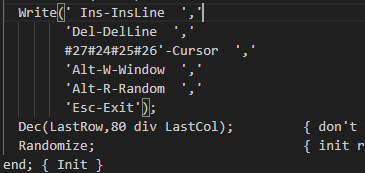 Write(' Ins-InsLine  ','
'Del-DelLine  ','
#27#24#25#26'-Cursor  ','
'Alt-W-Window  ','
'Alt-R-Random  ','
'Esc-Exit');
Dec(LastRow,80 div LastCol); { don't
Randomize; { init r
end; { Init }